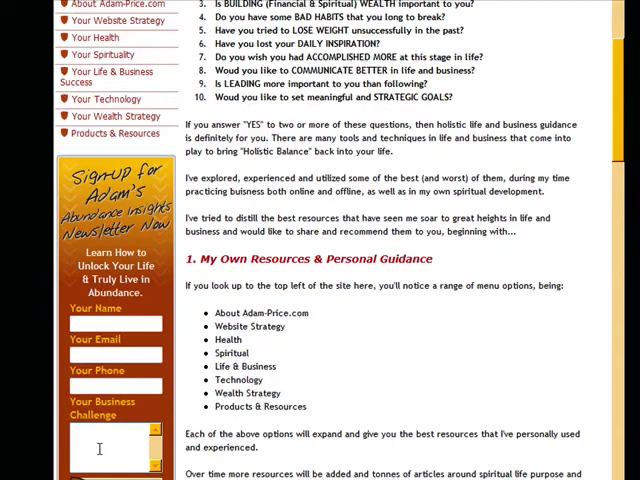 About Adam-Price.com
Your Website Strategy
Your Health
Your Spirituality
Your Life & Business
Success
Your Technology
Your Wealth Strategy
Products & Resources
Sign-up for
Adam's
Abundance Insights
Newsletter Now
Learn How to
Unlock Your Life
& Truly Live in
Abundance.
Your Name
Your Email
Your Phone
Your Business
Challenge
3. Is BUILDING (Financial & Spiritual) WEALTH important to you?
4. Do you have some BAD HABITS that you long to break?
5. Have you tried to LOSE WEIGHT unsuccessfully in the past?
6. Have you lost your DAILY INSPIRATION?
7. Do you wish you had ACCOMPLISHED MORE at this stage in life?
8. Would you like to COMMUNICATE BETTER in life and business?
9. Is LEADING more important to you than following?
10. Would you like to set meaningful and STRATEGIC GOALS?
If you answer "YES" to two or more of these questions, then holistic life and business guidance
is definitely for you. There are many tools and techniques in life and business that come into
play to bring "Holistic Balance" back into your life.
I've explored, experienced and utilized some of the best (and worst) of them, during my time
practicing buisness both online and offline, as well as in my own spiritual development.
I've tried to distill the best resources that have seen me soar to great heights in life and
business and would like to share and recommend them to you, beginning with...
1. My Own Resources & Personal Guidance
If you look up to the top left of the site here, you'll notice a range of menu options, being:
About Adam-Price.com
Website Strategy
Health
Spiritual
Life & Business
Technology
Wealth Strategy
Products & Resources
Each of the above options will expand and give you the best resources that I've personally used
and experienced.
Over time more resources will be added and tonnes of articles around spiritual life purpose and